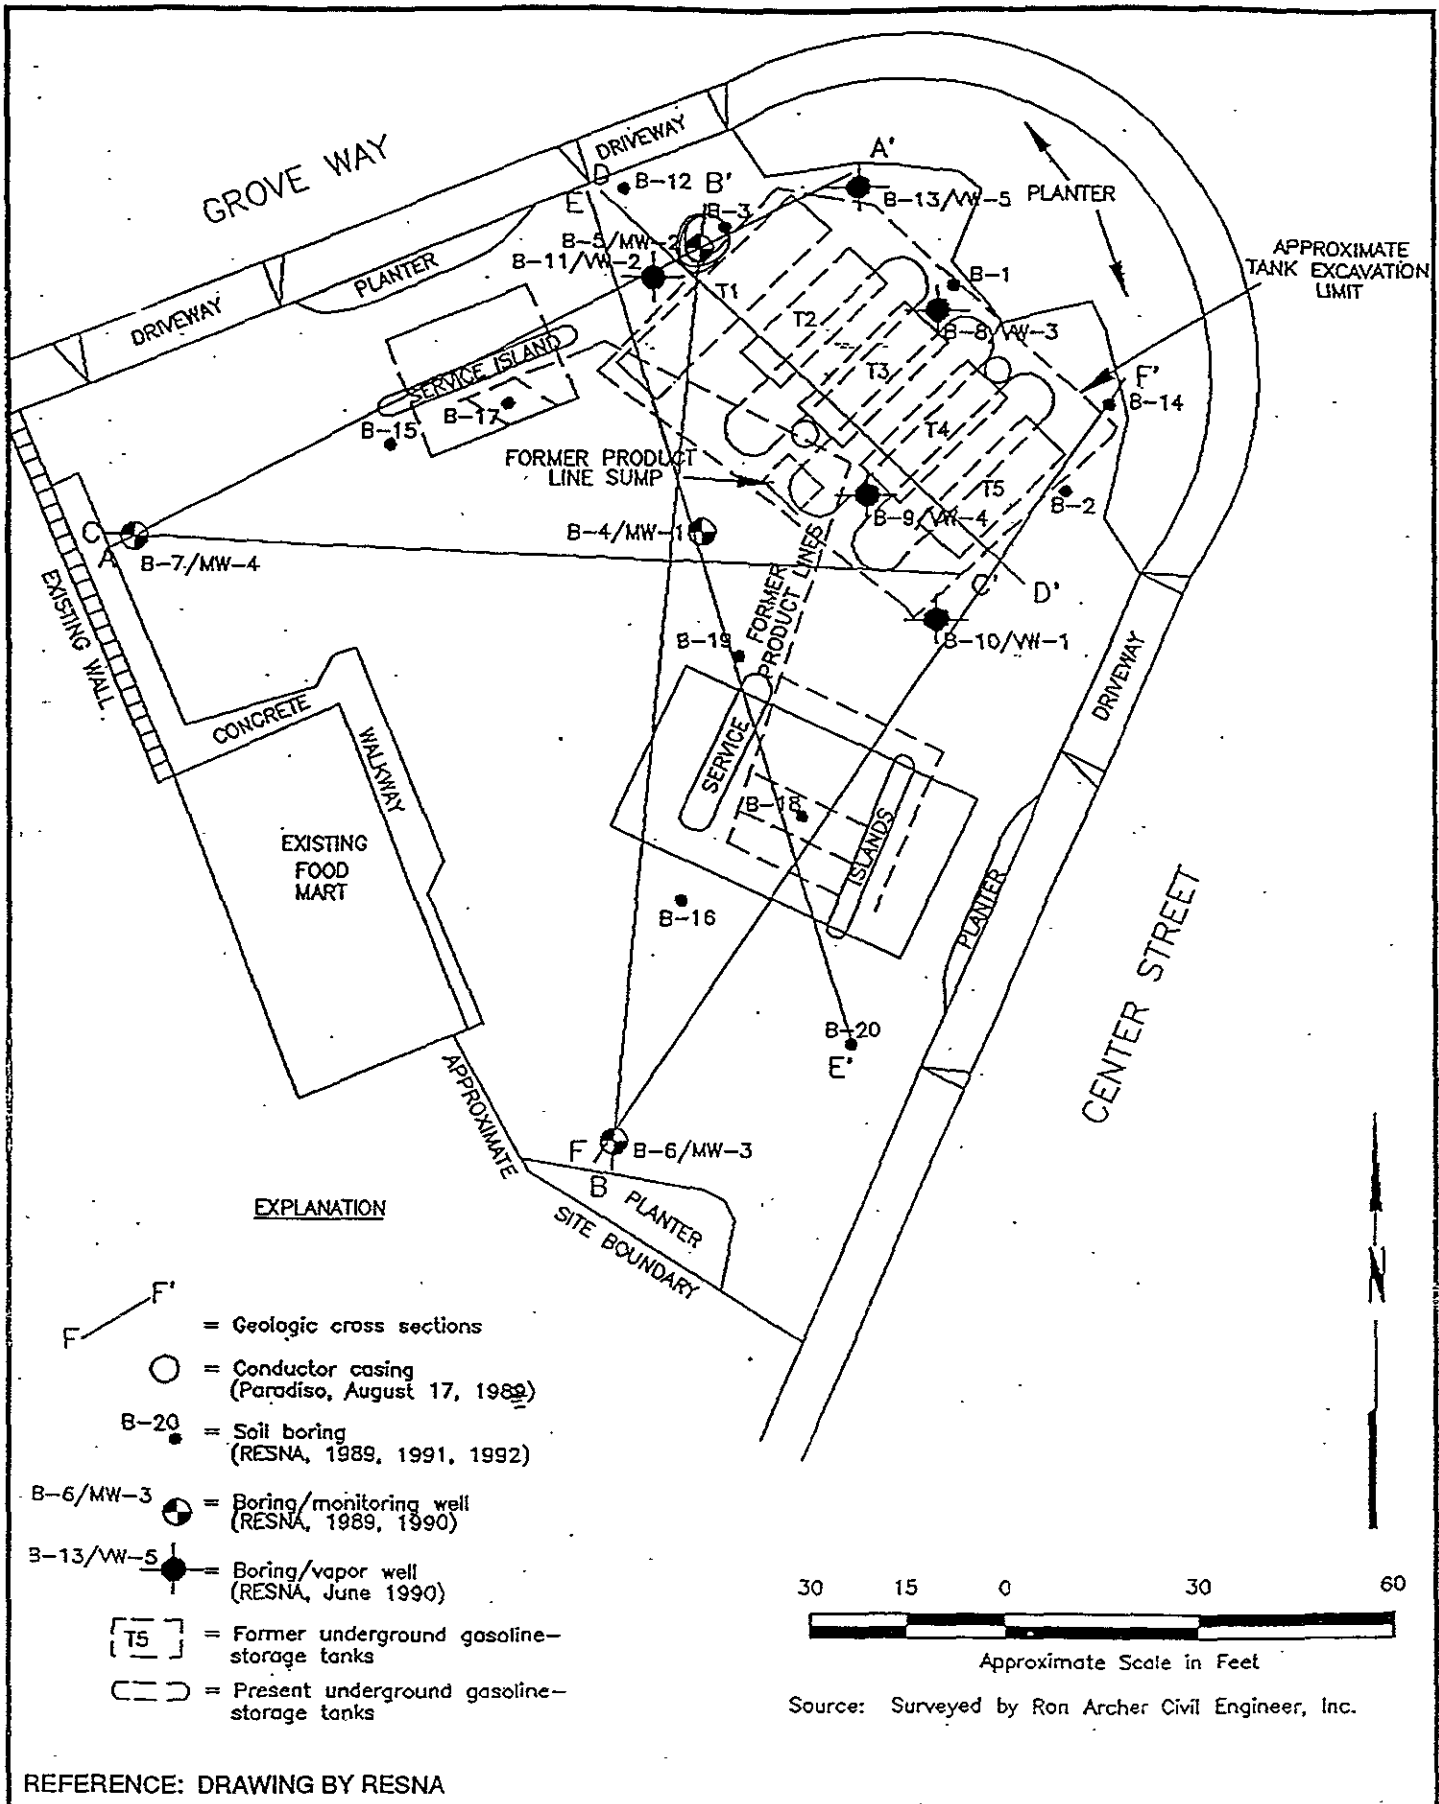 GROVE WAY
DRIVEWAY
D
B-12
B'
A'
E
B-3
B-13/VW-5
PLANTER
B-5/MW-2
B-11/VW-2
PLANTER
DRIVEWAY
APPROXIMATE
TANK EXCAVATION
LIMIT
B-1
T1
T2
B-8/VW-3
T3
F'
B-14
SERVICE ISLAND
B-17
B-15
T4
FORMER PRODUCT
LINE SUMP
T5
B-2
B-9/VW-4
B-4/MW-1
C
A
B-7/MW-4
C'
D'
EXISTING WALL
FORMER
PRODUCT LINES
B-19
B-10/VW-1
DRIVEWAY
CONCRETE
WALKWAY
SERVICE
B-18
ISLANDS
EXISTING
FOOD
MART
PLANTER
B-16
CENTER STREET
B-20
E'
APPROXIMATE
F
B-6/MW-3
B
PLANTER
SITE BOUNDARY
EXPLANATION
F'
F
= Geologic cross sections
= Conductor casing
(Paradiso, August 17, 1989)
B-20
= Soil boring
(RESNA, 1989, 1991, 1992)
B-6/MW-3
= Boring/monitoring well
(RESNA, 1989, 1990)
B-13/VW-5
= Boring/vapor well
(RESNA, June 1990)
T5
= Former underground gasoline-
storage tanks
= Present underground gasoline-
storage tanks
N
30 15 0 30 60
Approximate Scale in Feet
Source: Surveyed by Ron Archer Civil Engineer, Inc.
REFERENCE: DRAWING BY RESNA